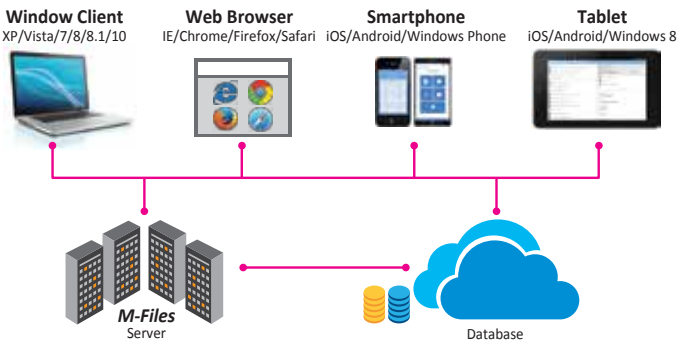 Window Client
XP/Vista/7/8/8.1/10
Web Browser
IE/Chrome/Firefox/Safari
Smartphone
iOS/Android/Windows Phone
Tablet
iOS/Android/Windows 8
M-Files
Server
Database